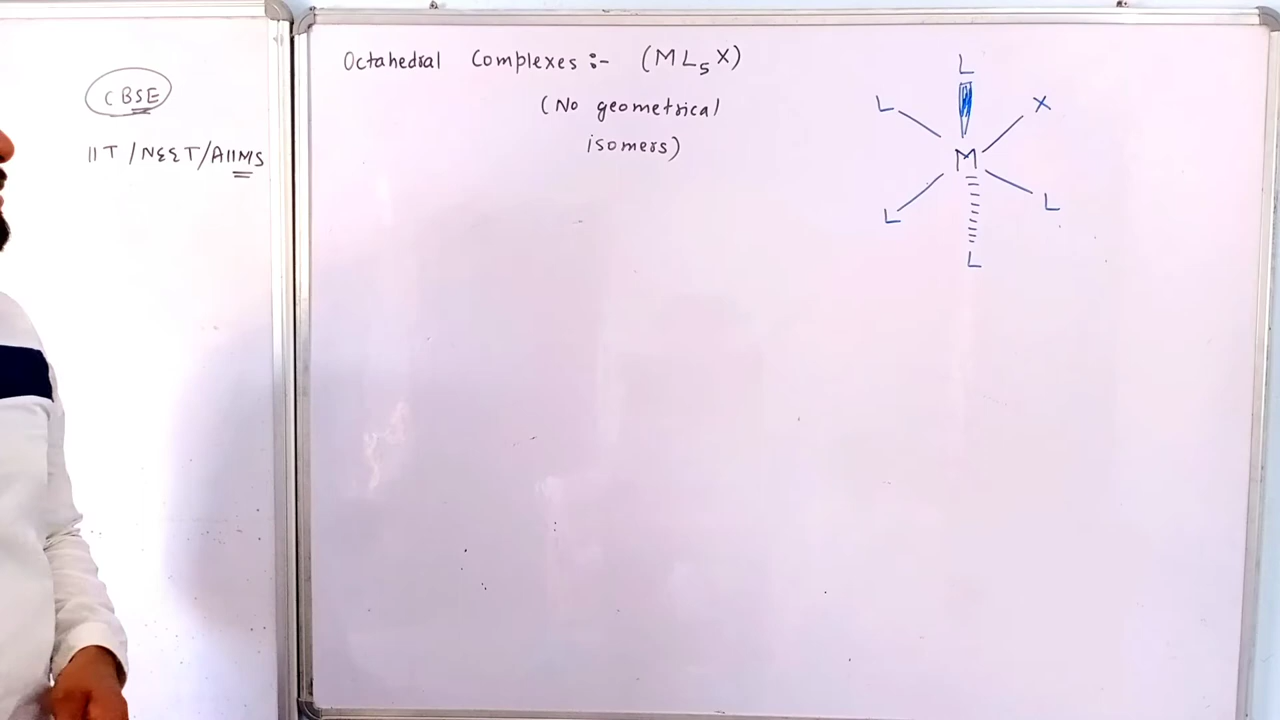 CBSE
IIT / NEET/AIIMS
Octahedral Complexes :- (ML₅X)
(No geometrical
isomers)
L
L X
M
L L
L